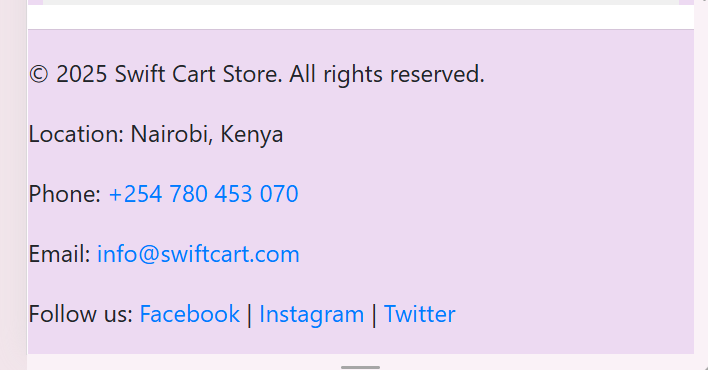 © 2025 Swift Cart Store. All rights reserved.
Location: Nairobi, Kenya
Phone: +254 780 453 070
Email: info@swiftcart.com
Follow us: Facebook | Instagram | Twitter